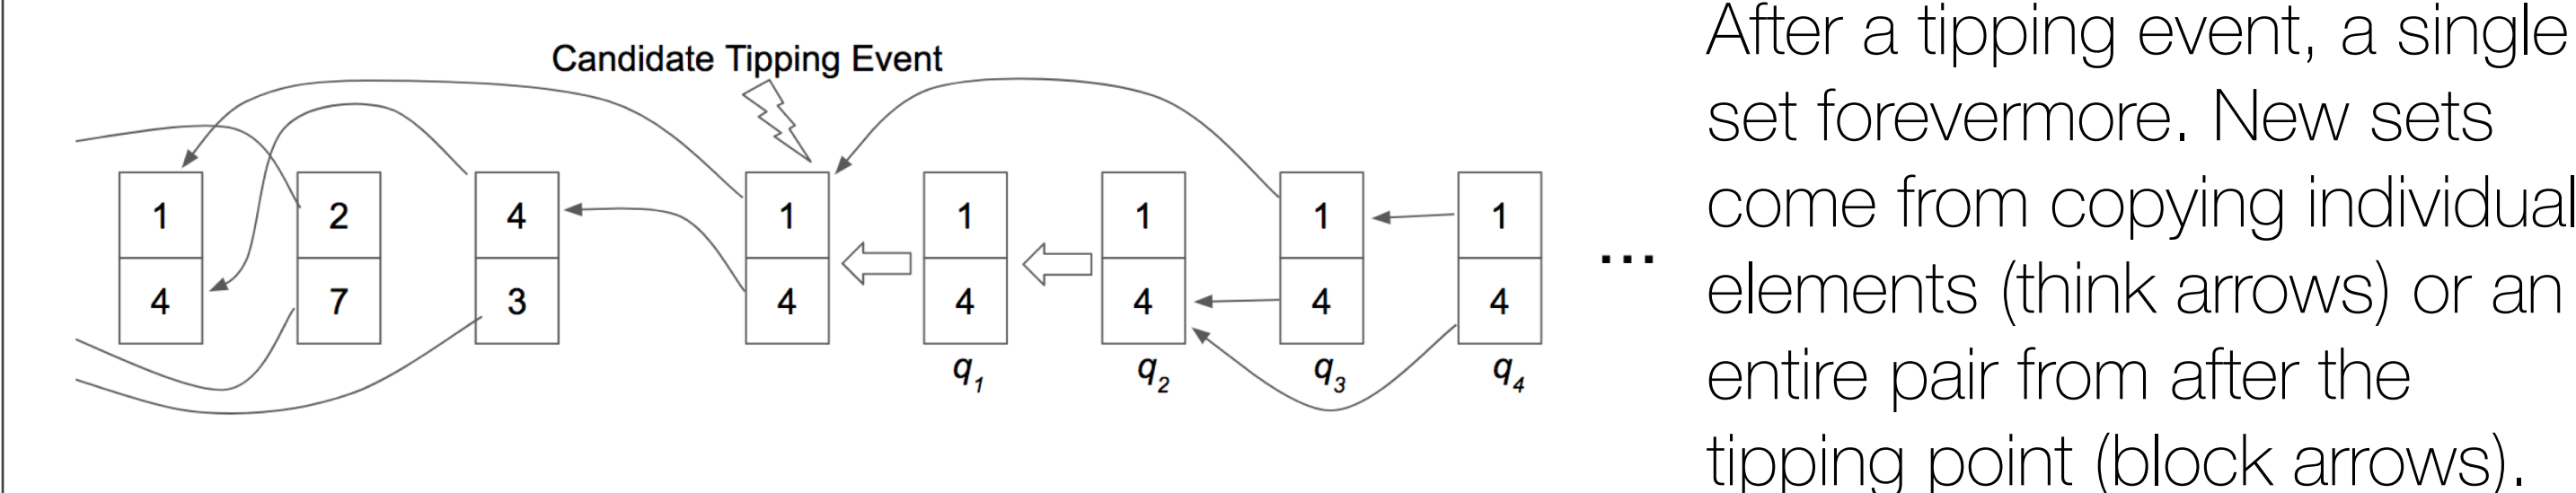 Candidate Tipping Event
1 2 4 1 1 1 1 1
4 7 3 4 4 4 4 4
q1 q2 q3 q4
...
After a tipping event, a single
set forevermore. New sets
come from copying individual
elements (think arrows) or an
entire pair from after the
tipping point (block arrows).